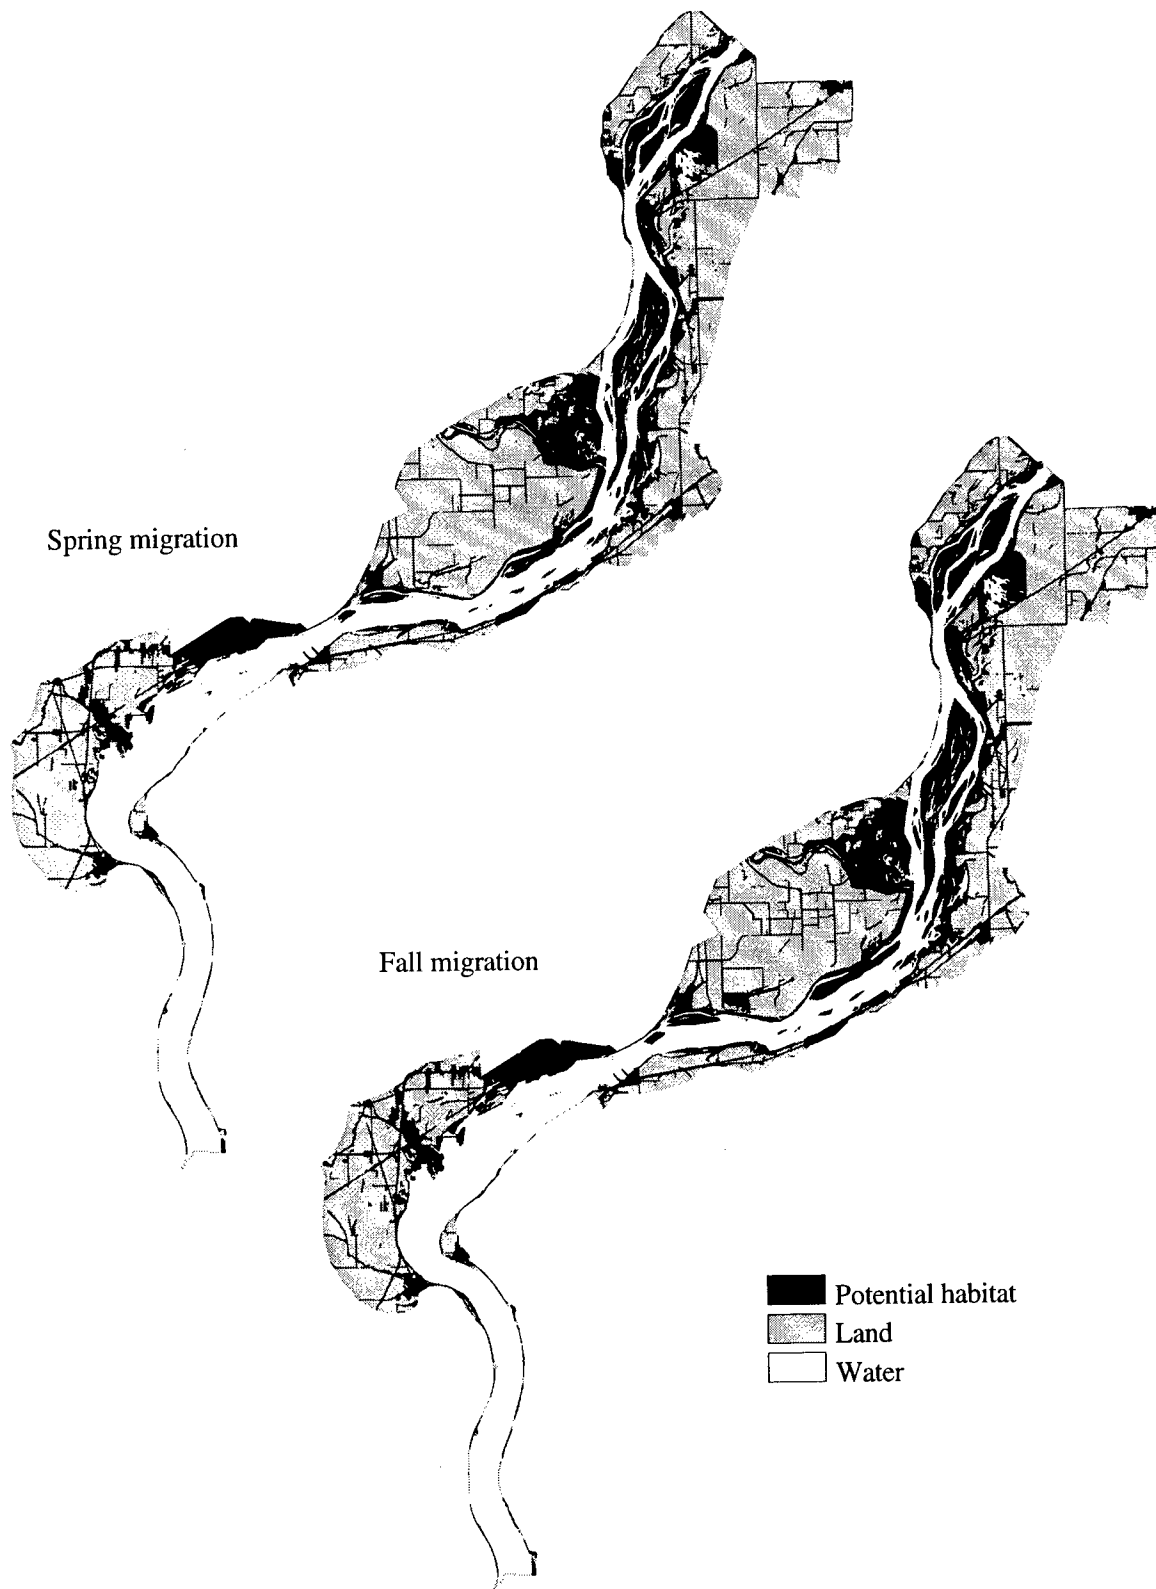 Spring migration
Fall migration
Potential habitat
Land
Water